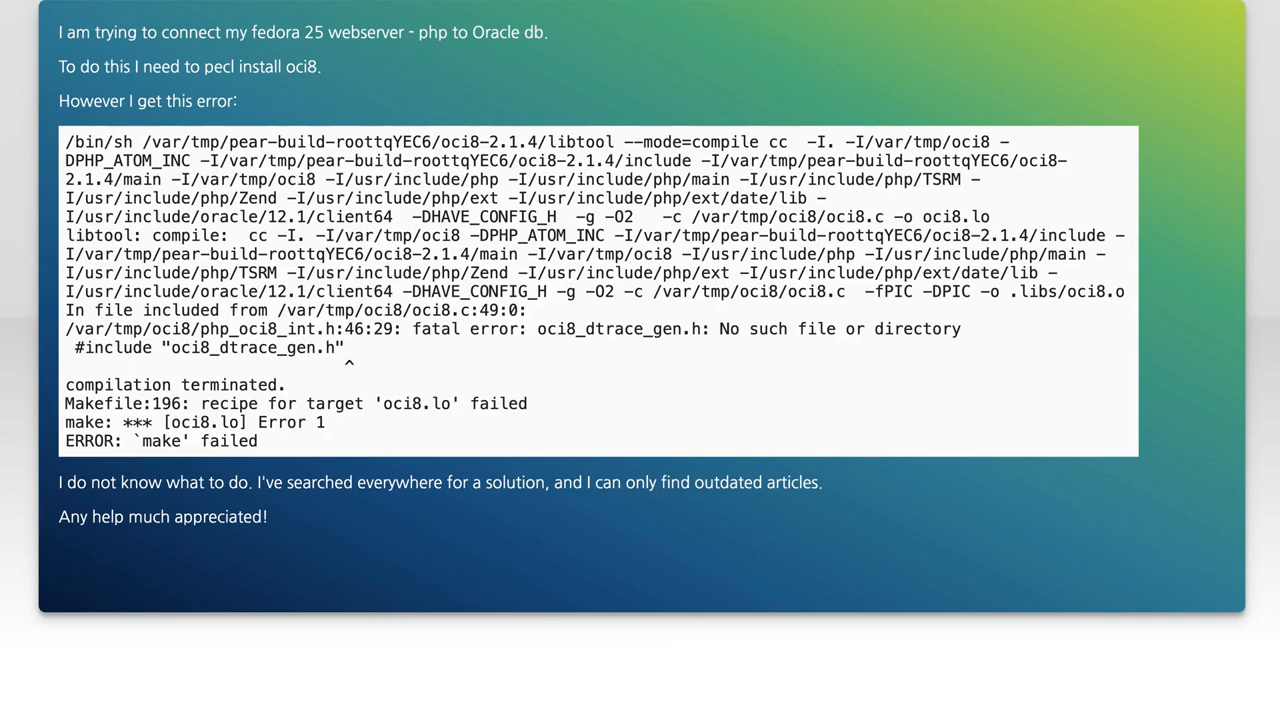 I am trying to connect my fedora 25 webserver - php to Oracle db.
To do this I need to pecl install oci8.
However I get this error:
/bin/sh /var/tmp/pear-build-roottqYEC6/oci8-2.1.4/libtool --mode=compile cc  -I. -I/var/tmp/oci8 -
DPHP_ATOM_INC -I/var/tmp/pear-build-roottqYEC6/oci8-2.1.4/include -I/var/tmp/pear-build-roottqYEC6/oci8-
2.1.4/main -I/var/tmp/oci8 -I/usr/include/php -I/usr/include/php/main -I/usr/include/php/TSRM -
I/usr/include/php/Zend -I/usr/include/php/ext -I/usr/include/php/ext/date/lib -
I/usr/include/oracle/12.1/client64  -DHAVE_CONFIG_H  -g -O2   -c /var/tmp/oci8/oci8.c -o oci8.lo
libtool: compile:  cc -I. -I/var/tmp/oci8 -DPHP_ATOM_INC -I/var/tmp/pear-build-roottqYEC6/oci8-2.1.4/include -
I/var/tmp/pear-build-roottqYEC6/oci8-2.1.4/main -I/var/tmp/oci8 -I/usr/include/php -I/usr/include/php/main -
I/usr/include/php/TSRM -I/usr/include/php/Zend -I/usr/include/php/ext -I/usr/include/php/ext/date/lib -
I/usr/include/oracle/12.1/client64 -DHAVE_CONFIG_H -g -O2 -c /var/tmp/oci8/oci8.c  -fPIC -DPIC -o .libs/oci8.o
In file included from /var/tmp/oci8/oci8.c:49:0:
/var/tmp/oci8/php_oci8_int.h:46:29: fatal error: oci8_dtrace_gen.h: No such file or directory
 #include "oci8_dtrace_gen.h"
                             ^
compilation terminated.
Makefile:196: recipe for target 'oci8.lo' failed
make: *** [oci8.lo] Error 1
ERROR: `make' failed
I do not know what to do. I've searched everywhere for a solution, and I can only find outdated articles.
Any help much appreciated!